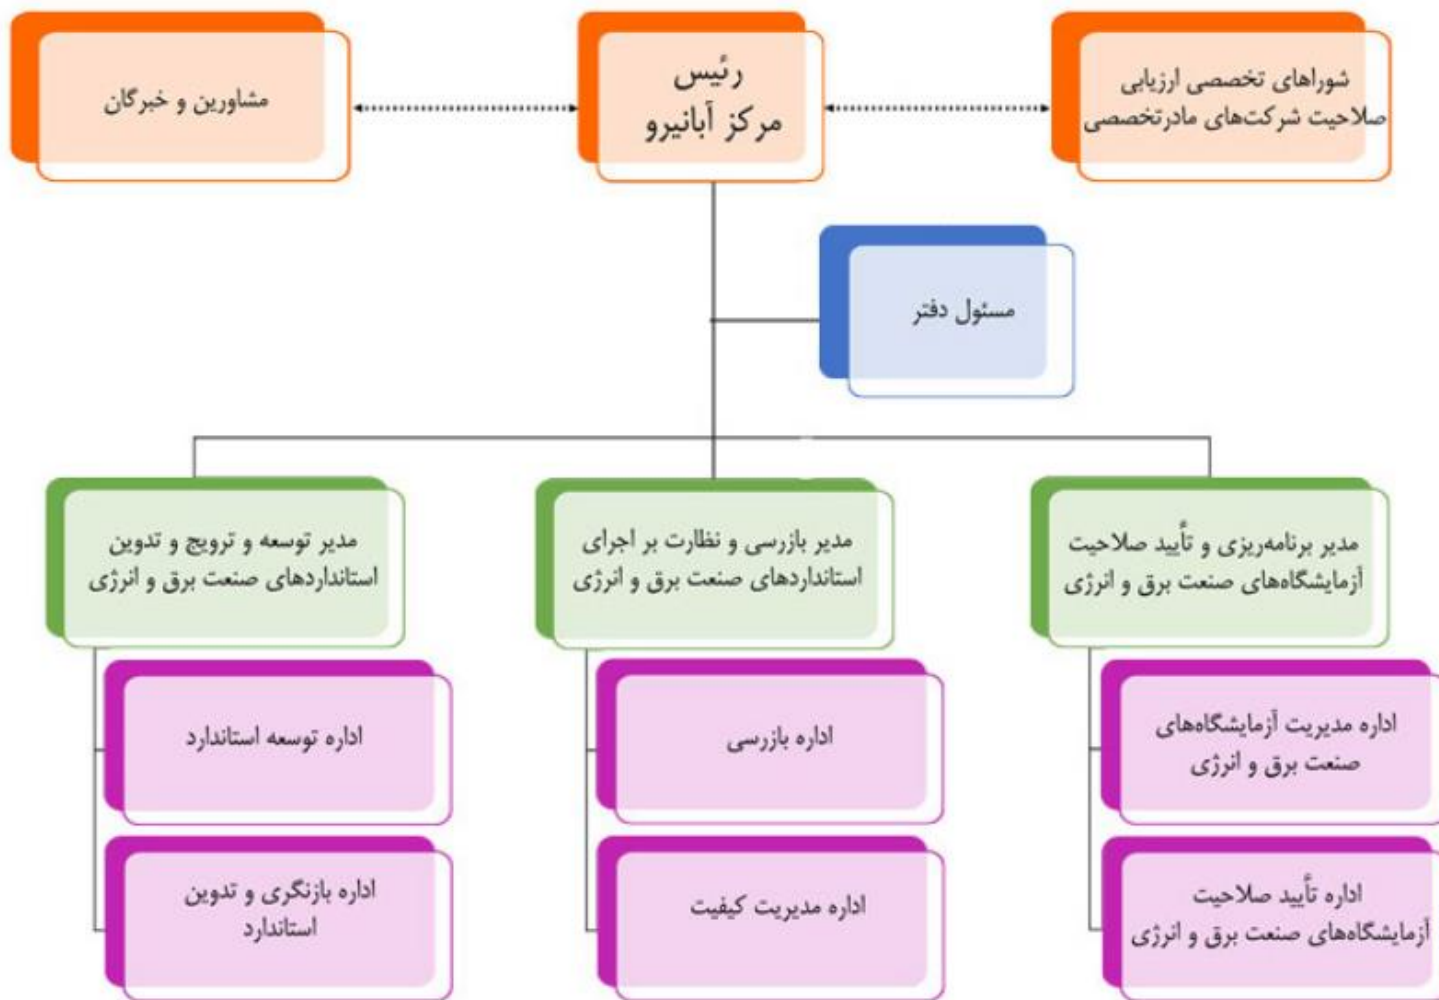 شوراهای تخصصی ارزیابی
صلاحیت شرکت‌های مادرتخصصی
رئیس
مرکز آبانیرو
مشاورین و خبرگان
مسئول دفتر
مدیر برنامه‌ریزی و تأیید صلاحیت
آزمایشگاه‌های صنعت برق و انرژی
مدیر بازرسی و نظارت بر اجرای
استانداردهای صنعت برق و انرژی
مدیر توسعه و ترویج و تدوین
استانداردهای صنعت برق و انرژی
اداره مدیریت آزمایشگاه‌های
صنعت برق و انرژی
اداره بازرسی
اداره توسعه استاندارد
اداره تأیید صلاحیت
آزمایشگاه‌های صنعت برق و انرژی
اداره مدیریت کیفیت
اداره بازنگری و تدوین
استاندارد